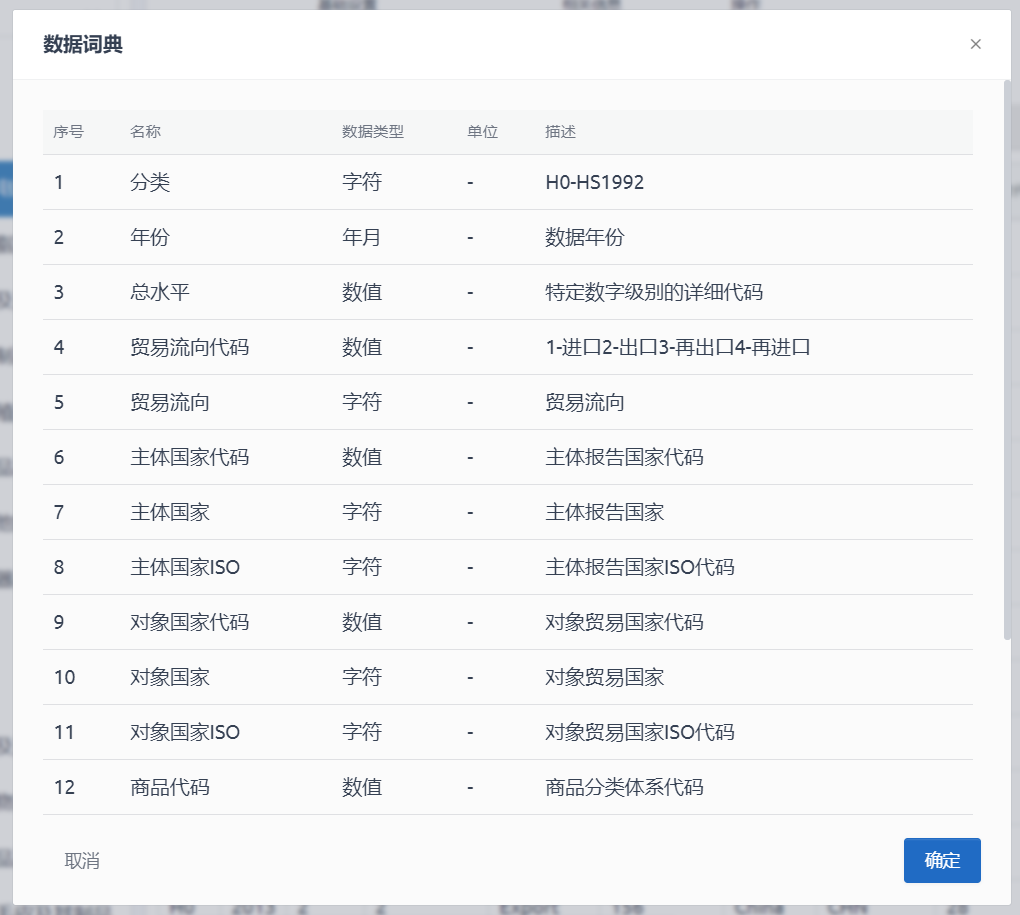 数据词典
×
序号 名称 数据类型 单位 描述
1 分类 字符 - H0-HS1992
2 年份 年月 - 数据年份
3 总水平 数值 - 特定数字级别的详细代码
4 贸易流向代码 数值 - 1-进口2-出口3-再出口4-再进口
5 贸易流向 字符 - 贸易流向
6 主体国家代码 数值 - 主体报告国家代码
7 主体国家 字符 - 主体报告国家
8 主体国家ISO 字符 - 主体报告国家ISO代码
9 对象国家代码 数值 - 对象贸易国家代码
10 对象国家 字符 - 对象贸易国家
11 对象国家ISO 字符 - 对象贸易国家ISO代码
12 商品代码 数值 - 商品分类体系代码
取消 确定